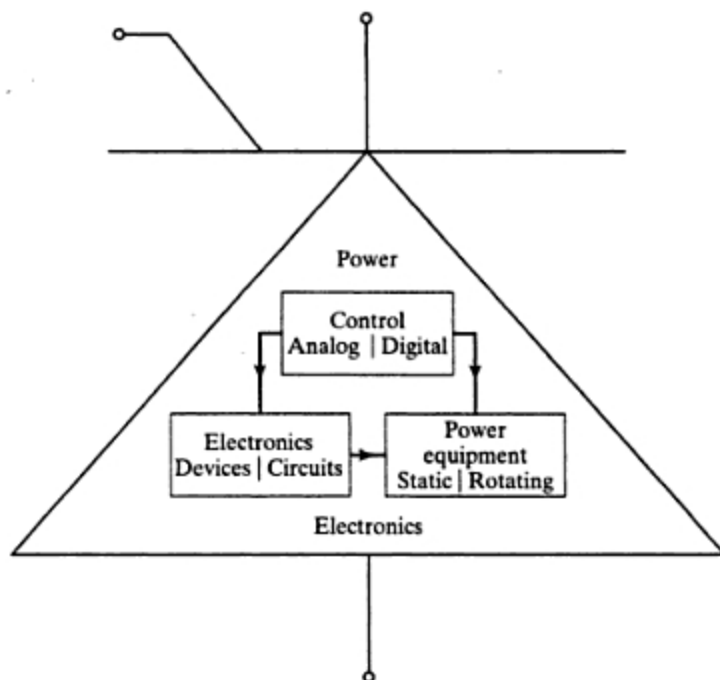 Power
Control
Analog | Digital
Electronics
Devices | Circuits
Power
equipment
Static | Rotating
Electronics